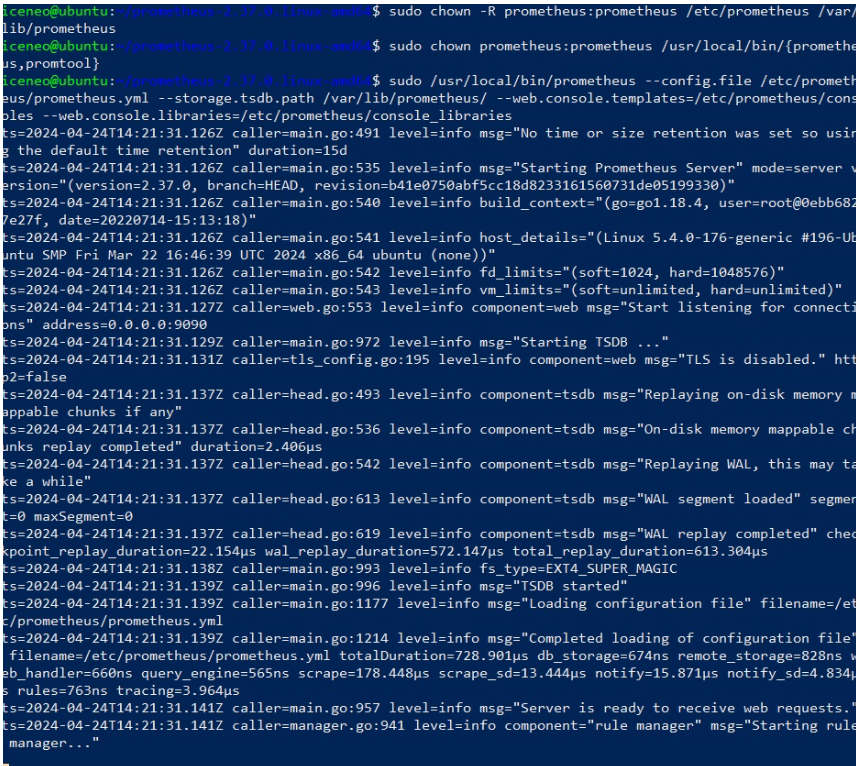 iceneo@ubuntu:~/prometheus-2.37.0.linux-amd64$ sudo chown -R prometheus:prometheus /etc/prometheus /var/
lib/prometheus
iceneo@ubuntu:~/prometheus-2.37.0.linux-amd64$ sudo chown prometheus:prometheus /usr/local/bin/{promethe
us,promtool}
iceneo@ubuntu:~/prometheus-2.37.0.linux-amd64$ sudo /usr/local/bin/prometheus --config.file /etc/prometh
eus/prometheus.yml --storage.tsdb.path /var/lib/prometheus/ --web.console.templates=/etc/prometheus/cons
oles --web.console.libraries=/etc/prometheus/console_libraries
ts=2024-04-24T14:21:31.126Z caller=main.go:491 level=info msg="No time or size retention was set so usin
g the default time retention" duration=15d
ts=2024-04-24T14:21:31.126Z caller=main.go:535 level=info msg="Starting Prometheus Server" mode=server v
ersion="(version=2.37.0, branch=HEAD, revision=b41e0750abf5cc18d8233161560731de05199330)"
ts=2024-04-24T14:21:31.126Z caller=main.go:540 level=info build_context="(go=go1.18.4, user=root@0ebb682
7e27f, date=20220714-15:13:18)"
ts=2024-04-24T14:21:31.126Z caller=main.go:541 level=info host_details="(Linux 5.4.0-176-generic #196-Ub
untu SMP Fri Mar 22 16:46:39 UTC 2024 x86_64 ubuntu (none))"
ts=2024-04-24T14:21:31.126Z caller=main.go:542 level=info fd_limits="(soft=1024, hard=1048576)"
ts=2024-04-24T14:21:31.126Z caller=main.go:543 level=info vm_limits="(soft=unlimited, hard=unlimited)"
ts=2024-04-24T14:21:31.127Z caller=web.go:553 level=info component=web msg="Start listening for connecti
ons" address=0.0.0.0:9090
ts=2024-04-24T14:21:31.129Z caller=main.go:972 level=info msg="Starting TSDB ..."
ts=2024-04-24T14:21:31.131Z caller=tls_config.go:195 level=info component=web msg="TLS is disabled." htt
p2=false
ts=2024-04-24T14:21:31.137Z caller=head.go:493 level=info component=tsdb msg="Replaying on-disk memory m
appable chunks if any"
ts=2024-04-24T14:21:31.137Z caller=head.go:536 level=info component=tsdb msg="On-disk memory mappable ch
unks replay completed" duration=2.406µs
ts=2024-04-24T14:21:31.137Z caller=head.go:542 level=info component=tsdb msg="Replaying WAL, this may ta
ke a while"
ts=2024-04-24T14:21:31.137Z caller=head.go:613 level=info component=tsdb msg="WAL segment loaded" segmen
t=0 maxSegment=0
ts=2024-04-24T14:21:31.137Z caller=head.go:619 level=info component=tsdb msg="WAL replay completed" chec
kpoint_replay_duration=22.154µs wal_replay_duration=572.147µs total_replay_duration=613.304µs
ts=2024-04-24T14:21:31.138Z caller=main.go:993 level=info fs_type=EXT4_SUPER_MAGIC
ts=2024-04-24T14:21:31.139Z caller=main.go:996 level=info msg="TSDB started"
ts=2024-04-24T14:21:31.139Z caller=main.go:1177 level=info msg="Loading configuration file" filename=/et
c/prometheus/prometheus.yml
ts=2024-04-24T14:21:31.139Z caller=main.go:1214 level=info msg="Completed loading of configuration file"
filename=/etc/prometheus/prometheus.yml totalDuration=728.901µs db_storage=674ns remote_storage=828ns w
eb_handler=660ns query_engine=565ns scrape=178.448µs scrape_sd=13.444µs notify=15.871µs notify_sd=4.834µ
s rules=763ns tracing=3.964µs
ts=2024-04-24T14:21:31.141Z caller=main.go:957 level=info msg="Server is ready to receive web requests."
ts=2024-04-24T14:21:31.141Z caller=manager.go:941 level=info component="rule manager" msg="Starting rule
manager..."